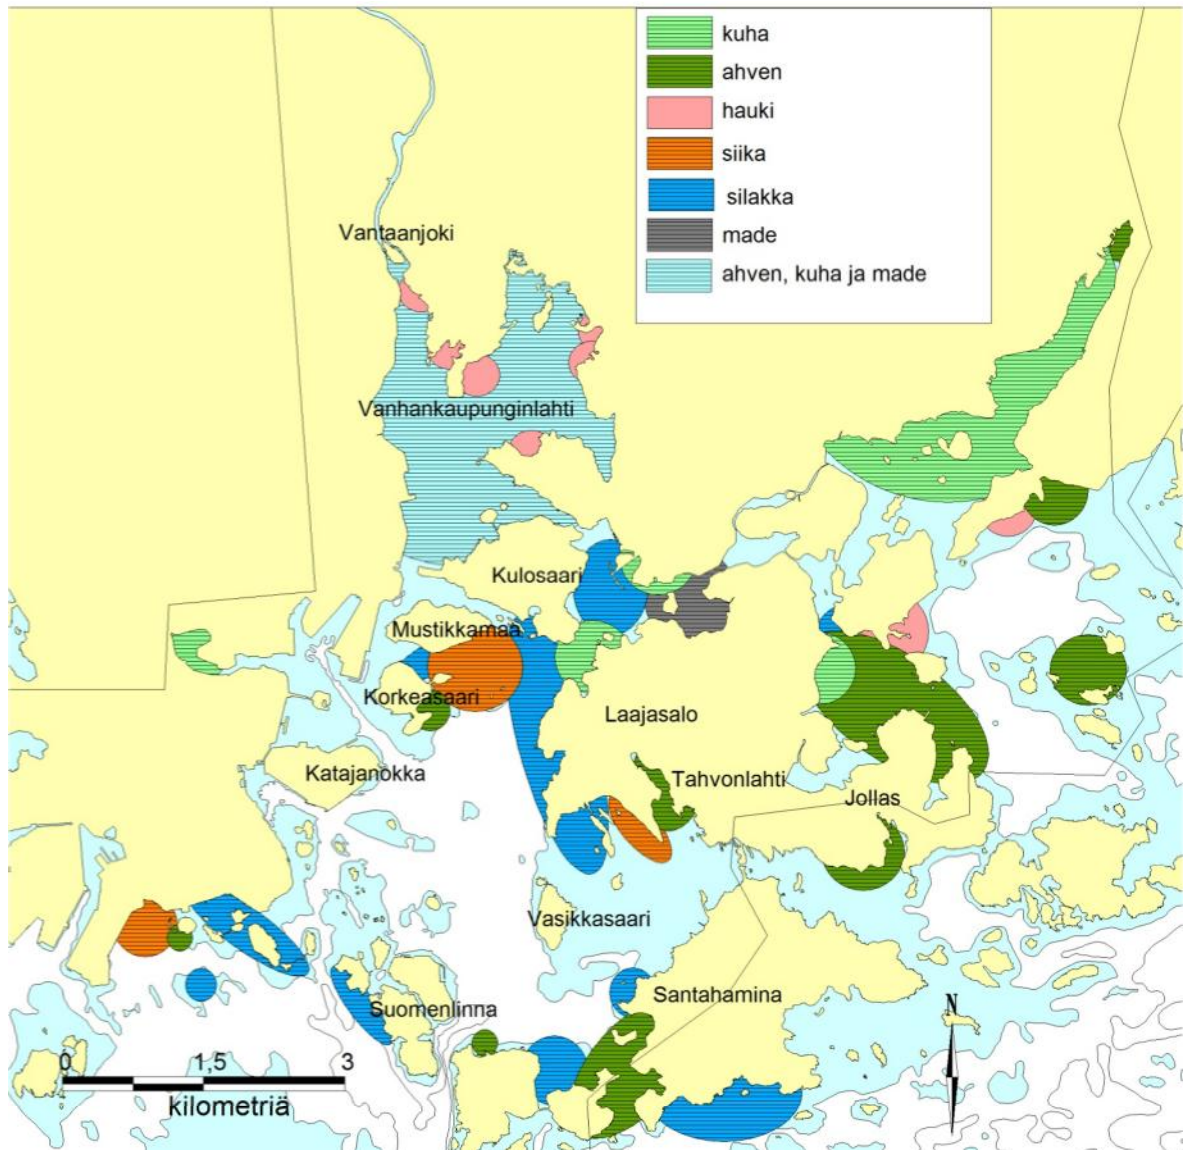 kuha
ahven
hauki
siika
silakka
made
ahven, kuha ja made
Vantaanjoki
Vanhankaupunginlahti
Kulosaari
Mustikkamaa
Korkeasaari
Laajasalo
Katajanokka
Tahvonlahti
Jollas
Vasikkasaari
Santahamina
Suomenlinna
N
0 1,5 3
kilometriä